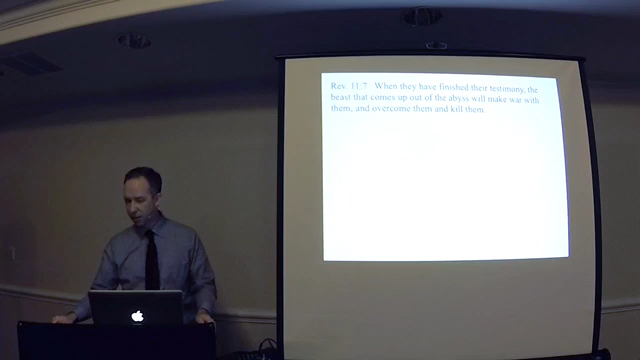 Rev. 11:7 When they have finished their testimony, the
beast that comes up out of the abyss will make war with
them, and overcome them and kill them.